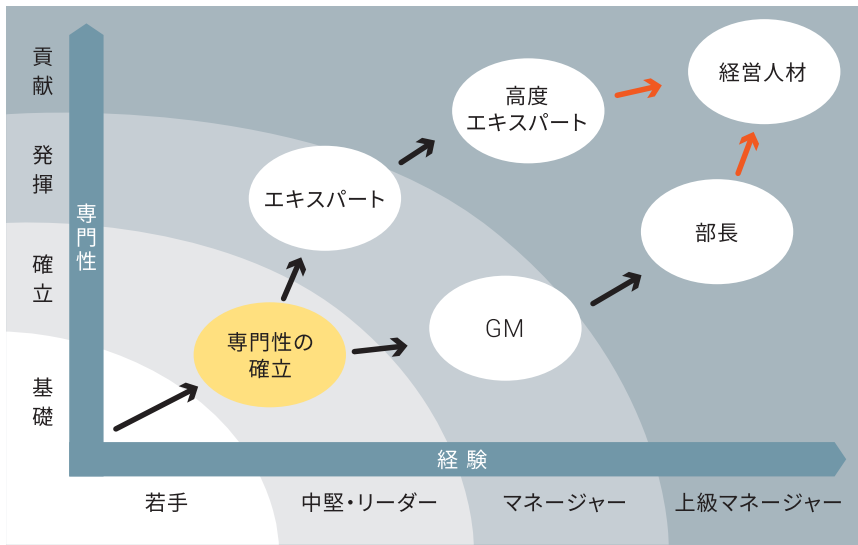 貢献
発揮
確立
基礎
専門性
経営人材
高度
エキスパート
エキスパート
部長
GM
専門性の
確立
経験
若手
中堅・リーダー
マネージャー
上級マネージャー